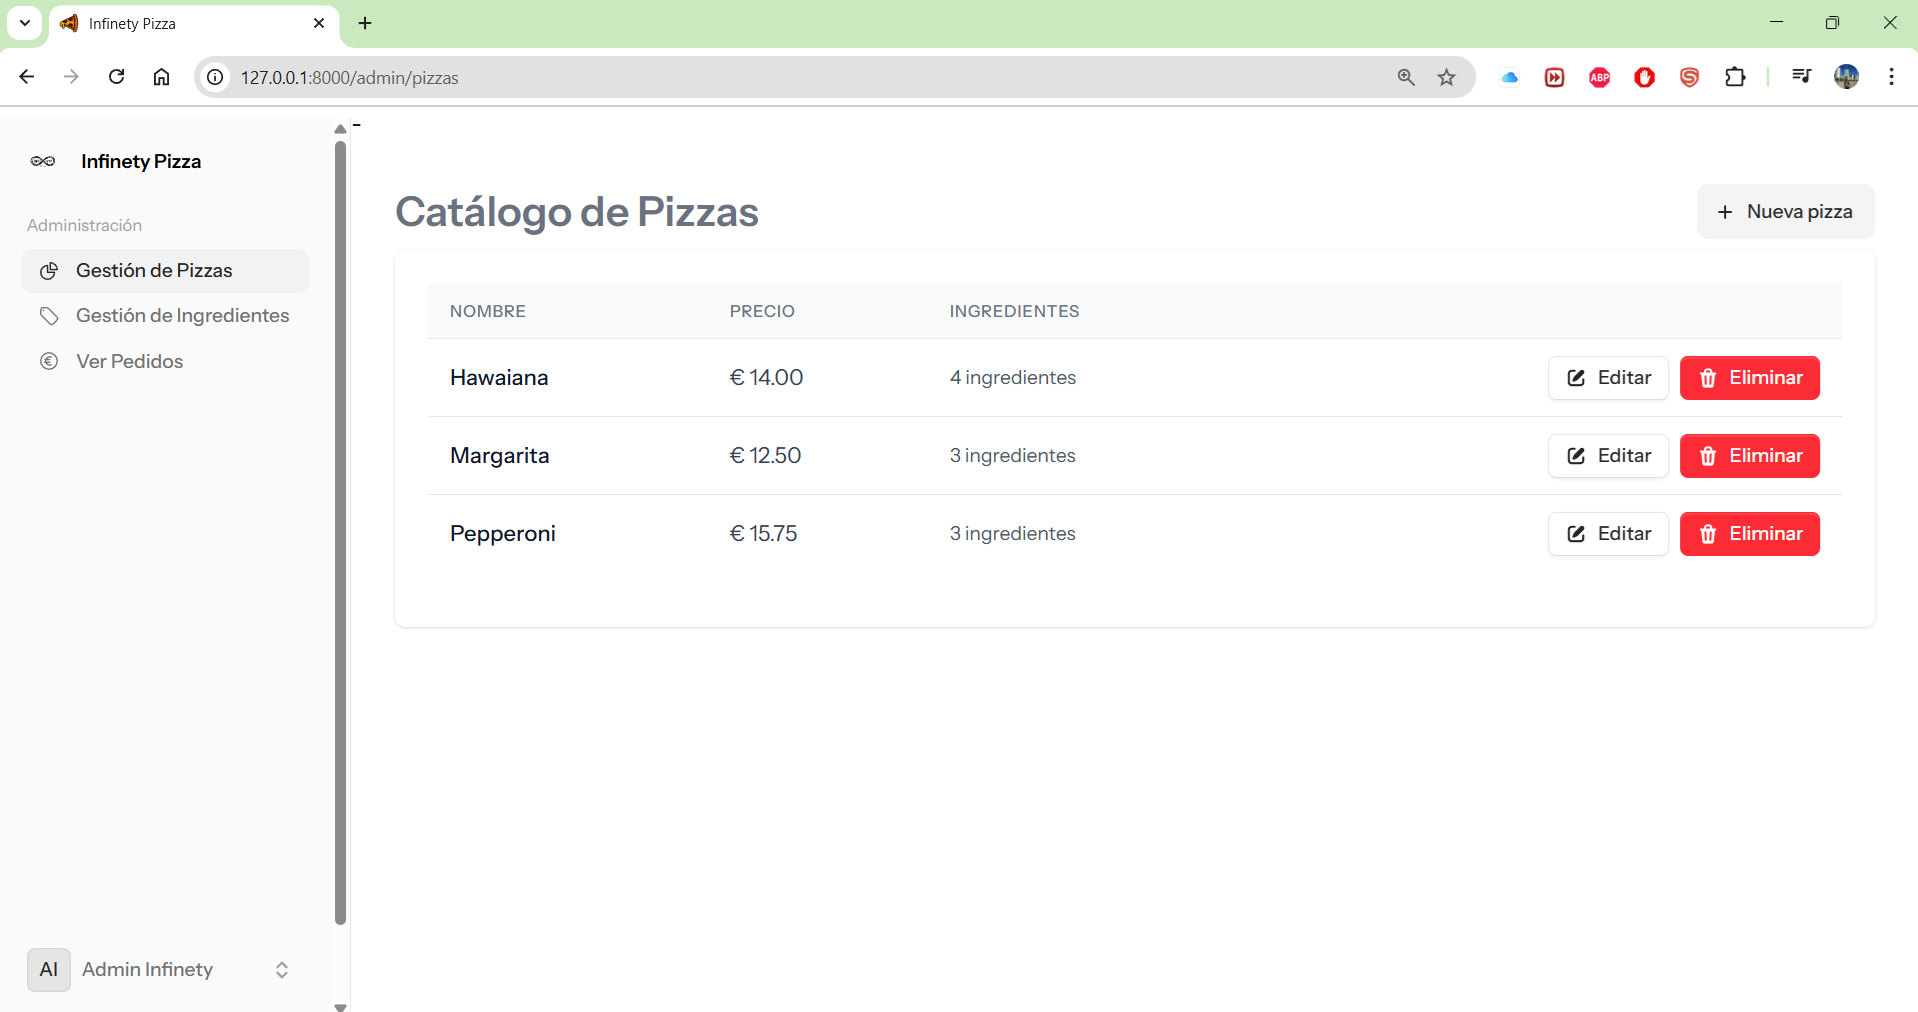 Infinety Pizza
127.0.0.1:8000/admin/pizzas
ABP
Infinety Pizza
Administración
Gestión de Pizzas
Gestión de Ingredientes
Ver Pedidos
AI Admin Infinety
-
Catálogo de Pizzas
+ Nueva pizza
NOMBRE PRECIO INGREDIENTES
Hawaiana € 14.00 4 ingredientes Editar Eliminar
Margarita € 12.50 3 ingredientes Editar Eliminar
Pepperoni € 15.75 3 ingredientes Editar Eliminar